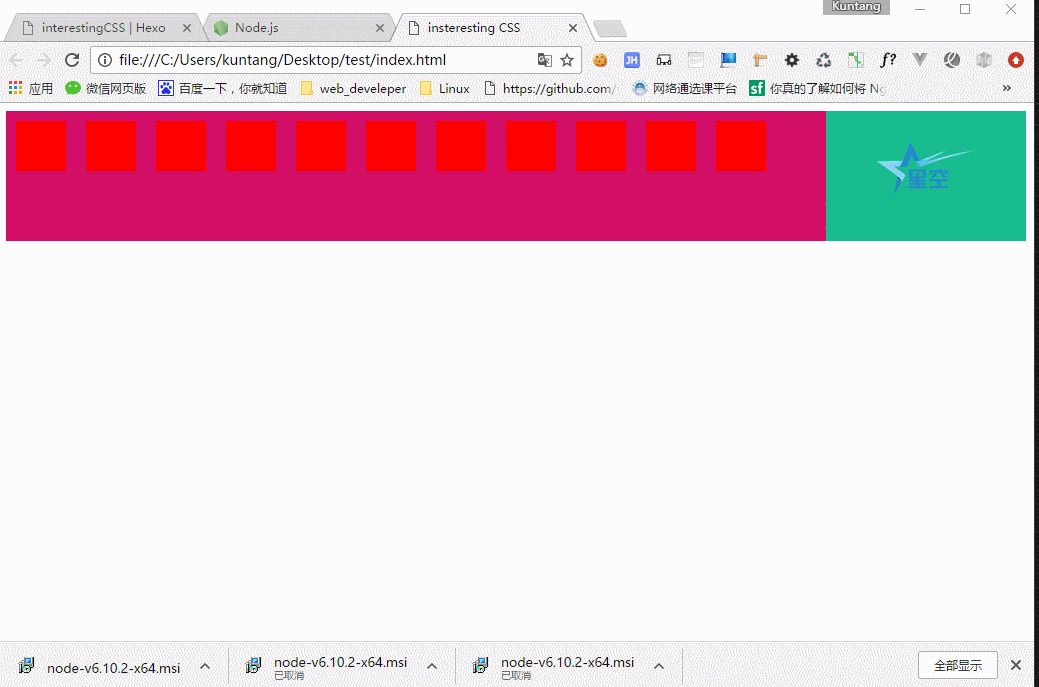 Kuntang
interestingCSS | Hexo
Node.js
insteresting CSS
file:///C:/Users/kuntang/Desktop/test/index.html
JH
f?
应用
微信网页版
百度一下，你就知道
web_develeper
Linux
https://github.com/
网络通选课平台
sf
你真的了解如何将 Ng
星空
node-v6.10.2-x64.msi
node-v6.10.2-x64.msi
已取消
node-v6.10.2-x64.msi
已取消
全部显示